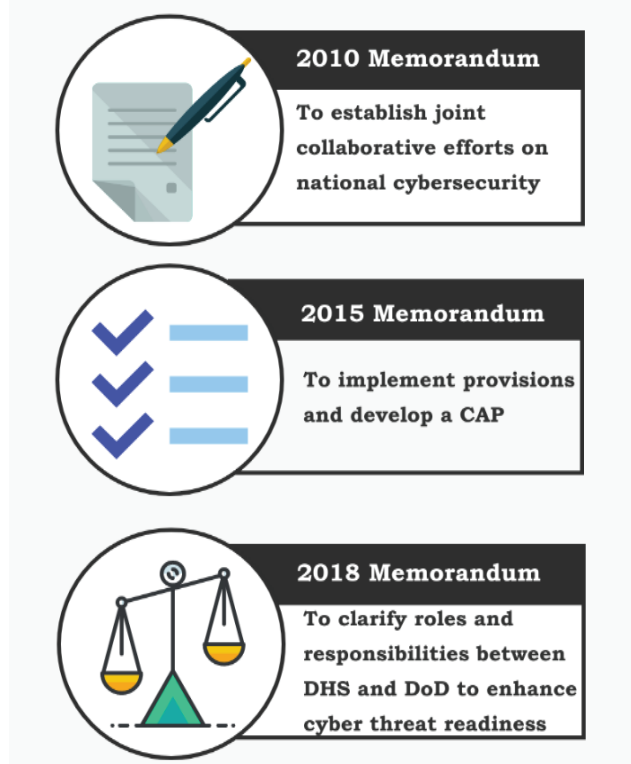 2010 Memorandum
To establish joint
collaborative efforts on
national cybersecurity
2015 Memorandum
To implement provisions
and develop a CAP
2018 Memorandum
To clarify roles and
responsibilities between
DHS and DoD to enhance
cyber threat readiness